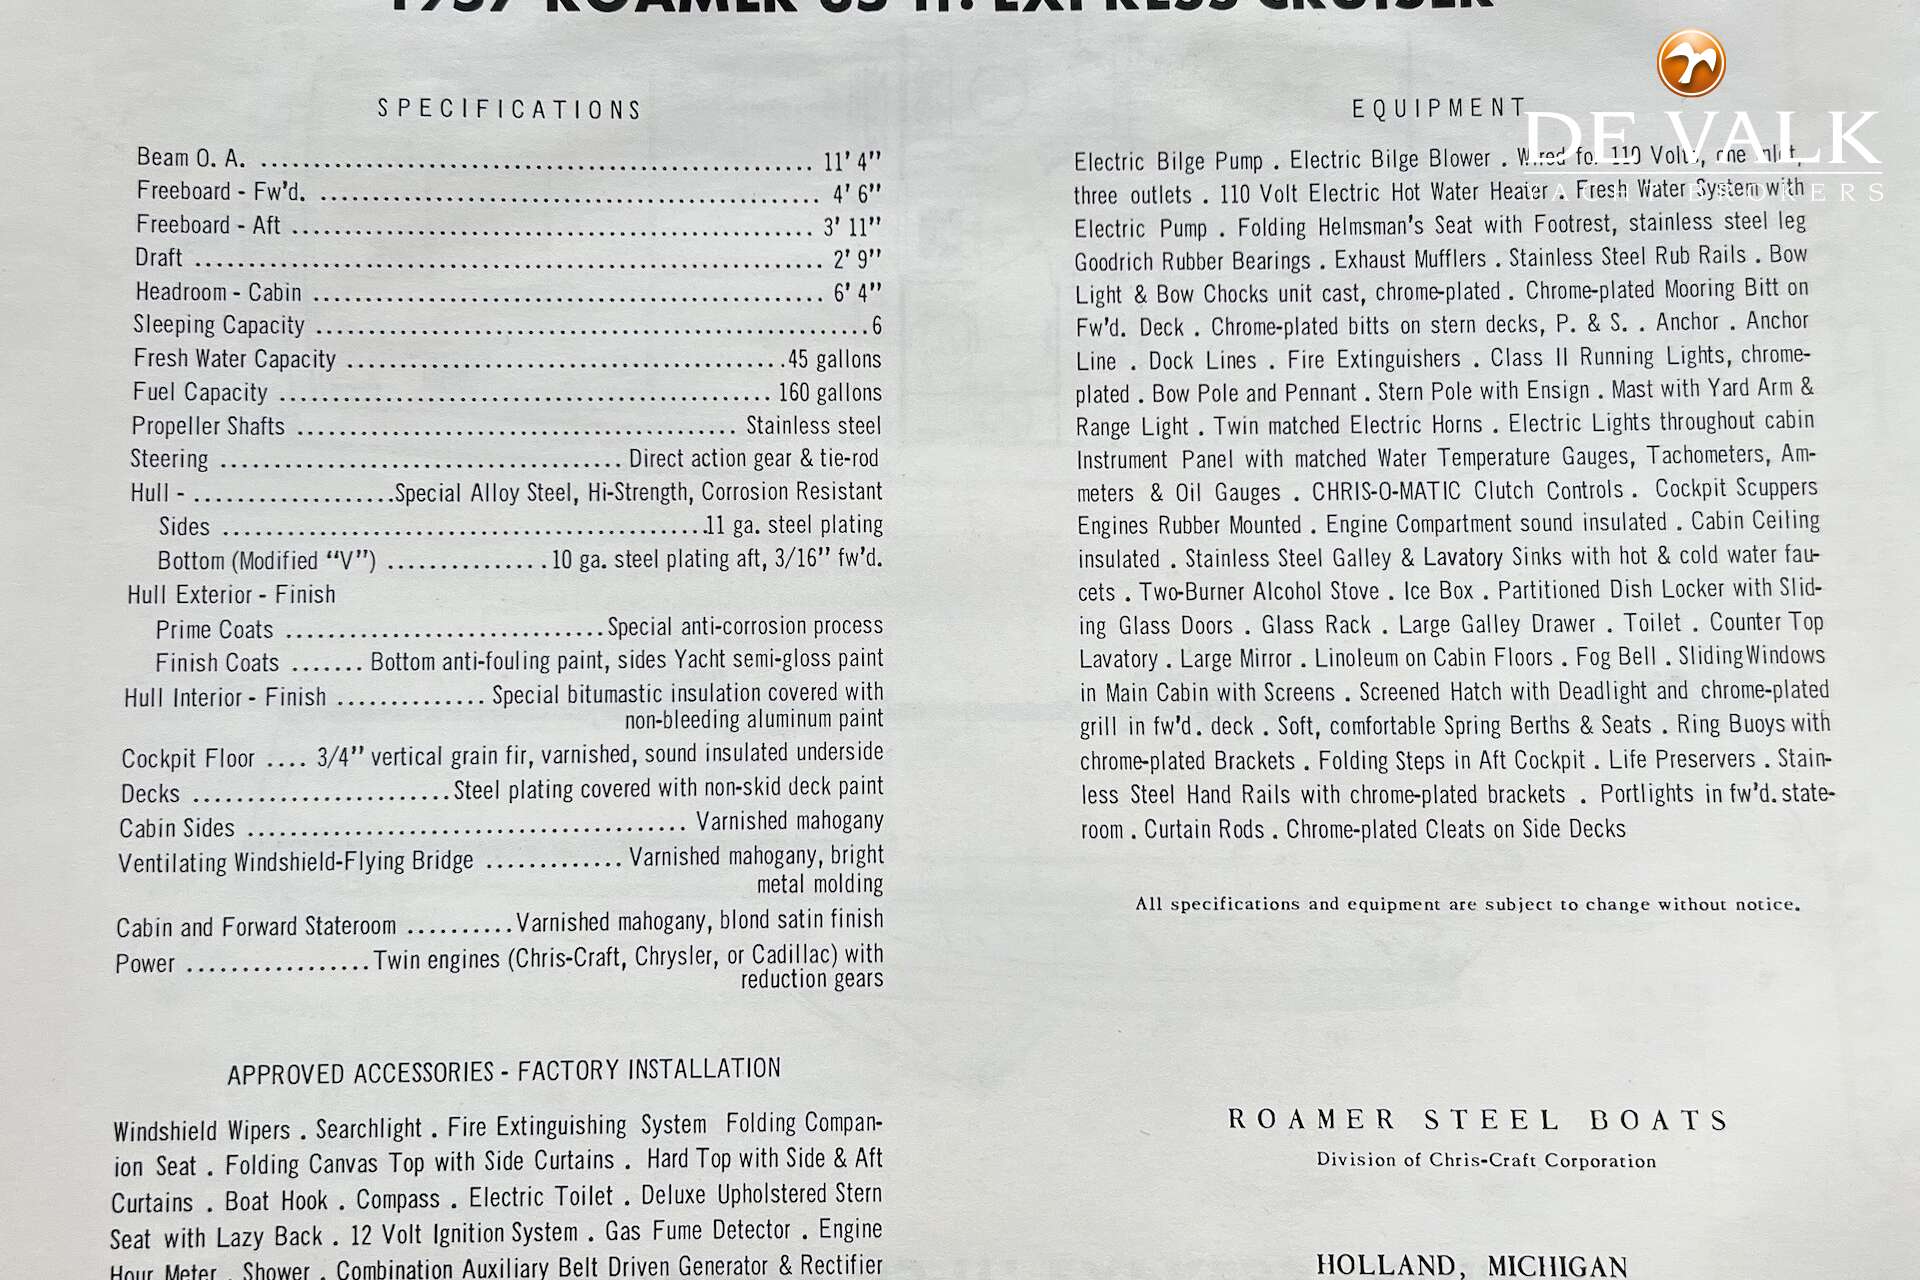 EXPRESS CRUISER
SPECIFICATIONS
Beam O. A. .......... 11' 4"
Freeboard - Fw'd. .......... 4' 6"
Freeboard - Aft .......... 3' 11"
Draft .......... 2' 9"
Headroom - Cabin .......... 6' 4"
Sleeping Capacity .......... 6
Fresh Water Capacity .......... 45 gallons
Fuel Capacity .......... 160 gallons
Propeller Shafts .......... Stainless steel
Steering .......... Direct action gear & tie-rod
Hull - .......... Special Alloy Steel, Hi-Strength, Corrosion Resistant
Sides .......... 11 ga. steel plating
Bottom (Modified "V") .......... 10 ga. steel plating aft, 3/16" fw'd.
Hull Exterior - Finish
Prime Coats .......... Special anti-corrosion process
Finish Coats ....... Bottom anti-fouling paint, sides Yacht semi-gloss paint
Hull Interior - Finish .......... Special bitumastic insulation covered with
non-bleeding aluminum paint
Cockpit Floor .... 3/4" vertical grain fir, varnished, sound insulated underside
Decks .......... Steel plating covered with non-skid deck paint
Cabin Sides .......... Varnished mahogany
Ventilating Windshield-Flying Bridge .......... Varnished mahogany, bright
metal molding
Cabin and Forward Stateroom .......... Varnished mahogany, blond satin finish
Power .......... Twin engines (Chris-Craft, Chrysler, or Cadillac) with
reduction gears
APPROVED ACCESSORIES - FACTORY INSTALLATION
Windshield Wipers . Searchlight . Fire Extinguishing System Folding Compan-
ion Seat . Folding Canvas Top with Side Curtains . Hard Top with Side & Aft
Curtains . Boat Hook . Compass . Electric Toilet . Deluxe Upholstered Stern
Seat with Lazy Back . 12 Volt Ignition System . Gas Fume Detector . Engine
Hour Meter . Shower . Combination Auxiliary Belt Driven Generator & Rectifier
EQUIPMENT
Electric Bilge Pump . Electric Bilge Blower . Wired for 110 Volts, one inlet,
three outlets . 110 Volt Electric Hot Water Heater . Fresh Water System with
Electric Pump . Folding Helmsman's Seat with Footrest, stainless steel leg
Goodrich Rubber Bearings . Exhaust Mufflers . Stainless Steel Rub Rails . Bow
Light & Bow Chocks unit cast, chrome-plated . Chrome-plated Mooring Bitt on
Fw'd. Deck . Chrome-plated bitts on stern decks, P. & S. . Anchor . Anchor
Line . Dock Lines . Fire Extinguishers . Class II Running Lights, chrome-
plated . Bow Pole and Pennant . Stern Pole with Ensign . Mast with Yard Arm &
Range Light . Twin matched Electric Horns . Electric Lights throughout cabin
Instrument Panel with matched Water Temperature Gauges, Tachometers, Am-
meters & Oil Gauges . CHRIS-O-MATIC Clutch Controls . Cockpit Scuppers
Engines Rubber Mounted . Engine Compartment sound insulated . Cabin Ceiling
insulated . Stainless Steel Galley & Lavatory Sinks with hot & cold water fau-
cets . Two-Burner Alcohol Stove . Ice Box . Partitioned Dish Locker with Slid-
ing Glass Doors . Glass Rack . Large Galley Drawer . Toilet . Counter Top
Lavatory . Large Mirror . Linoleum on Cabin Floors . Fog Bell . Sliding Windows
in Main Cabin with Screens . Screened Hatch with Deadlight and chrome-plated
grill in fw'd. deck . Soft, comfortable Spring Berths & Seats . Ring Buoys with
chrome-plated Brackets . Folding Steps in Aft Cockpit . Life Preservers . Stain-
less Steel Hand Rails with chrome-plated brackets . Portlights in fw'd. state-
room . Curtain Rods . Chrome-plated Cleats on Side Decks
All specifications and equipment are subject to change without notice.
ROAMER STEEL BOATS
Division of Chris-Craft Corporation
HOLLAND, MICHIGAN
DE VALK
YACHT BROKERS